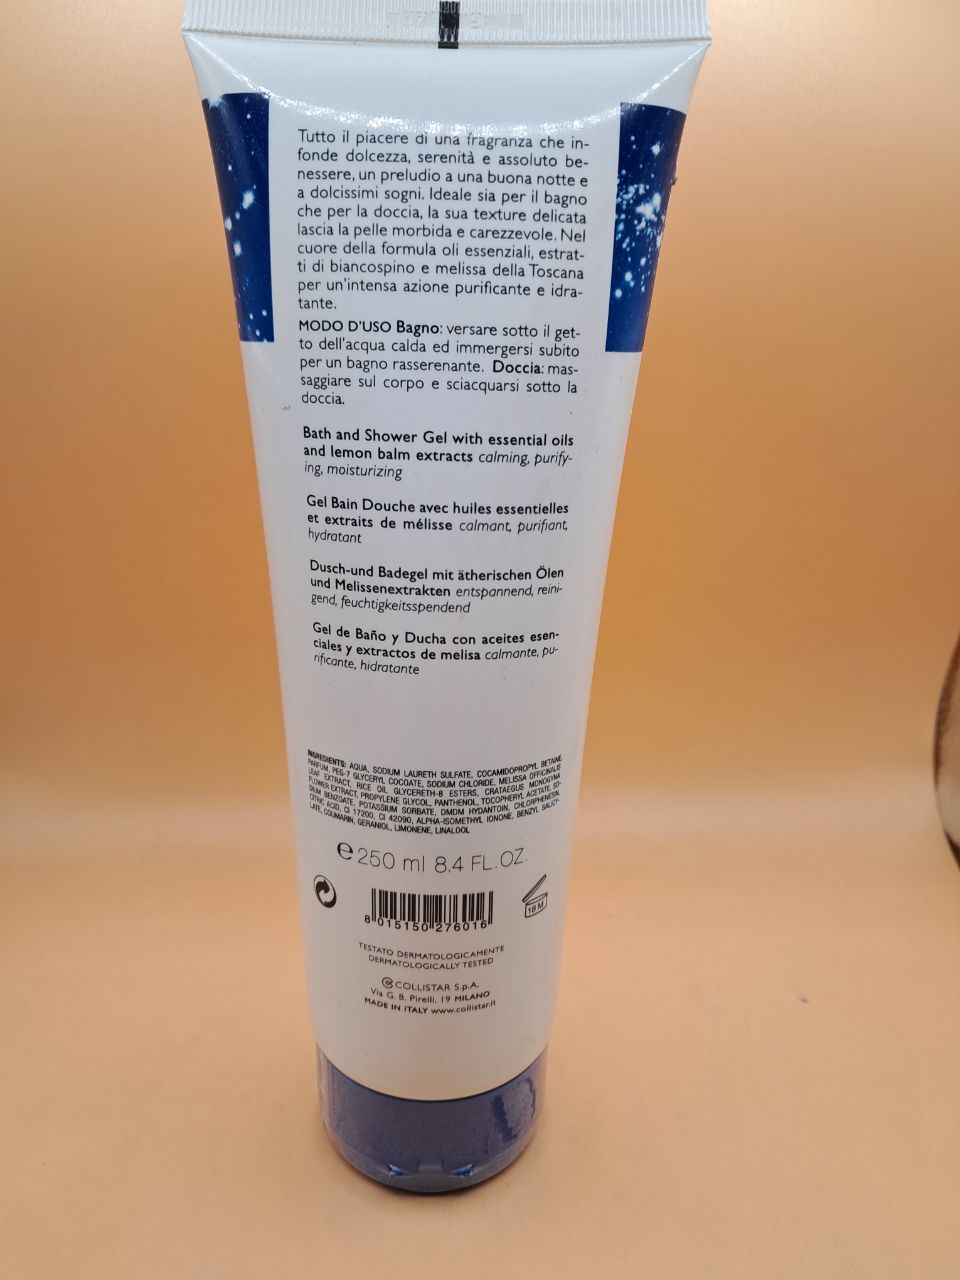 Tutto il piacere di una fragranza che in-
fonde dolcezza, serenità e assoluto be-
nessere, un preludio a una buona notte e
a dolcissimi sogni. Ideale sia per il bagno
che per la doccia, la sua texture delicata
lascia la pelle morbida e carezzevole. Nel
cuore della formula oli essenziali, estrat-
ti di biancospino e melissa della Toscana
per un'intensa azione purificante e idra-
tante.
MODO D'USO Bagno: versare sotto il get-
to dell'acqua calda ed immergersi subito
per un bagno rasserenante. Doccia: mas-
saggiare sul corpo e sciacquarsi sotto la
doccia.
Bath and Shower Gel with essential oils
and lemon balm extracts calming, purify-
ing, moisturizing
Gel Bain Douche avec huiles essentielles
et extraits de mélisse calmant, purifiant,
hydratant
Dusch-und Badegel mit ätherischen Ölen
und Melissenextrakten entspannend, reini-
gend, feuchtigkeitsspendend
Gel de Baño y Ducha con aceites esen-
ciales y extractos de melisa calmante, pu-
rificante, hidratante
INGREDIENTS: AQUA, SODIUM LAURETH SULFATE, COCAMIDOPROPYL BETAINE,
PARFUM, PEG-7 GLYCERYL COCOATE, SODIUM CHLORIDE, MELISSA OFFICINALIS
LEAF EXTRACT, RICE OIL GLYCERETH-8 ESTERS, CRATAEGUS MONOGYNA
FLOWER EXTRACT, PROPYLENE GLYCOL, PANTHENOL, TOCOPHERYL ACETATE, SO-
DIUM BENZOATE, POTASSIUM SORBATE, DMDM HYDANTOIN, CHLORPHENESIN,
CITRIC ACID, CI 17200, CI 42090, ALPHA-ISOMETHYL IONONE, BENZYL SALICY-
LATE, COUMARIN, GERANIOL, LIMONENE, LINALOOL
e 250 ml 8.4 FL.OZ.
18 M
8 015150 276016
TESTATO DERMATOLOGICAMENTE
DERMATOLOGICALLY TESTED
COLLISTAR S.p.A.
Via G. B. Pirelli, 19 MILANO
MADE IN ITALY www.collistar.it